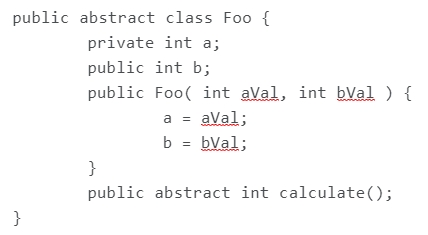 public abstract class Foo {
        private int a;
        public int b;
        public Foo( int aVal, int bVal ) {
                a = aVal;
                b = bVal;
        }
        public abstract int calculate();
}